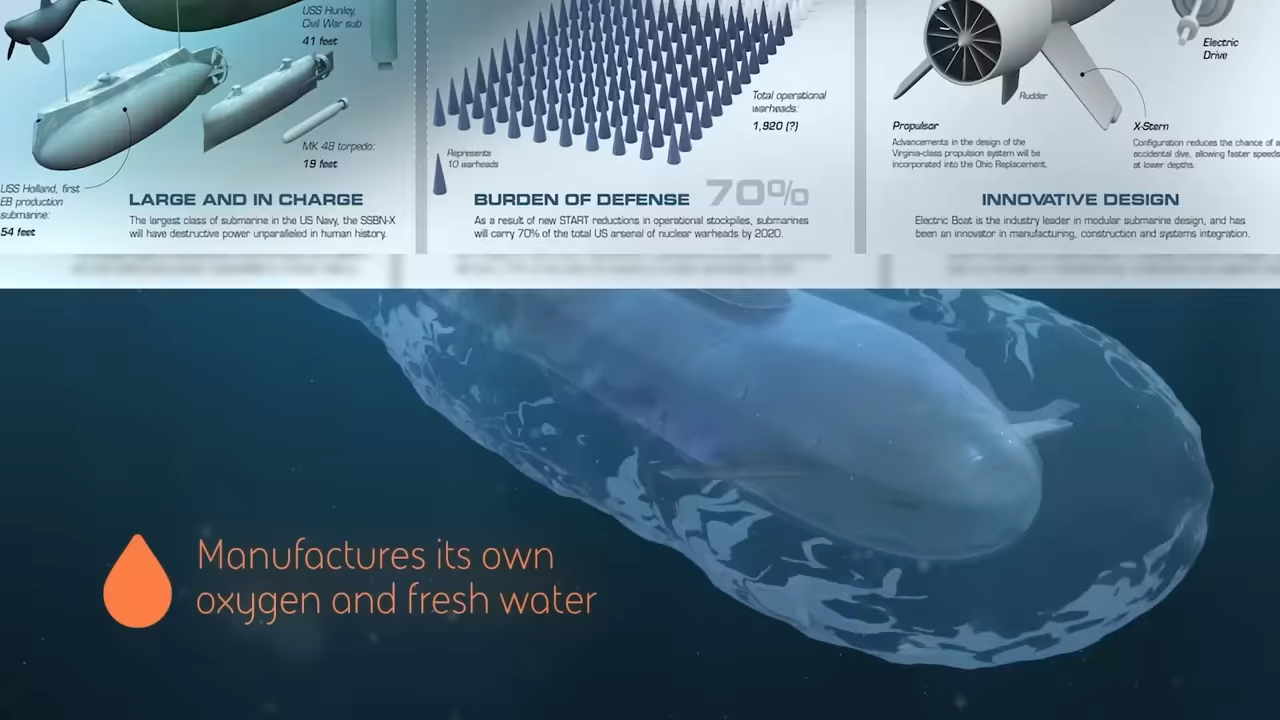 USS Hunley,
Civil War sub
41 feet
MK 48 torpedo:
19 feet
USS Holland, first
EB production
submarine:
54 feet
LARGE AND IN CHARGE
The largest class of submarine in the US Navy, the SSBN-X
will have destructive power unparalleled in human history.
Total operational
warheads:
1,920 (?)
Represents
10 warheads
BURDEN OF DEFENSE 70%
As a result of new START reductions in operational stockpiles, submarines
will carry 70% of the total US arsenal of nuclear warheads by 2020.
Electric
Drive
Rudder
Propulsor
Advancements in the design of the
Virginia-class propulsion system will be
incorporated into the Ohio Replacement.
X-Stern
Configuration reduces the chance of a
accidental dive, allowing faster speeds
at lower depths.
INNOVATIVE DESIGN
Electric Boat is the industry leader in modular submarine design, and has
been an innovator in manufacturing, construction and systems integration.
Manufactures its own
oxygen and fresh water